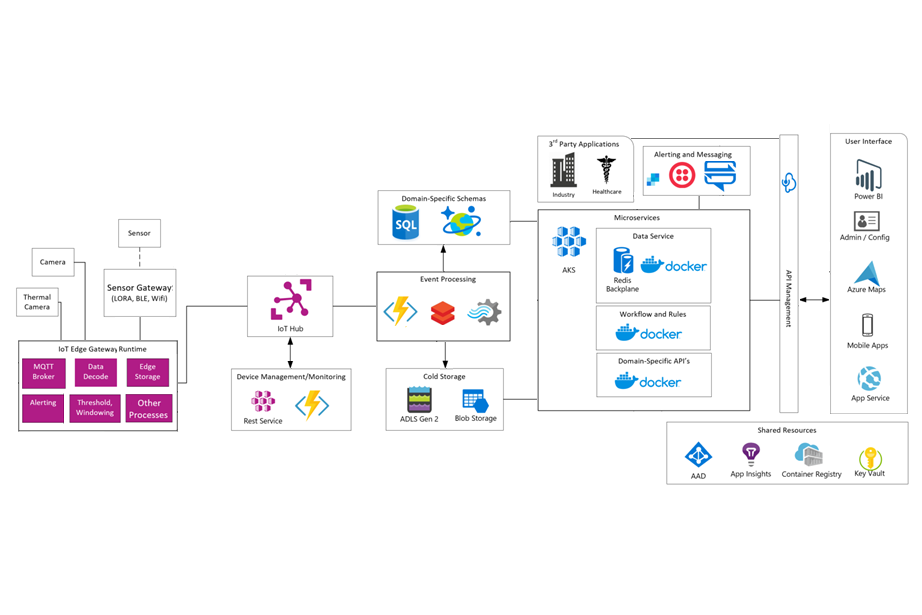 Thermal
Camera
Camera
Sensor
Sensor Gateway:
(LORA, BLE, Wifi)
IoT Edge Gateway Runtime
MQTT
Broker
Data
Decode
Edge
Storage
Alerting
Threshold,
Windowing
Other
Processes
IoT Hub
Device Management/Monitoring
Rest Service
Domain-Specific Schemas
SQL
Event Processing
Cold Storage
ADLS Gen 2
Blob Storage
3rd Party Applications
Industry
Healthcare
Alerting and Messaging
Microservices
AKS
Data Service
Redis
Backplane
docker
Workflow and Rules
docker
Domain-Specific API's
docker
API Management
User Interface
Power BI
Admin / Config
Azure Maps
Mobile Apps
App Service
Shared Resources
AAD
App Insights
Container Registry
Key Vault